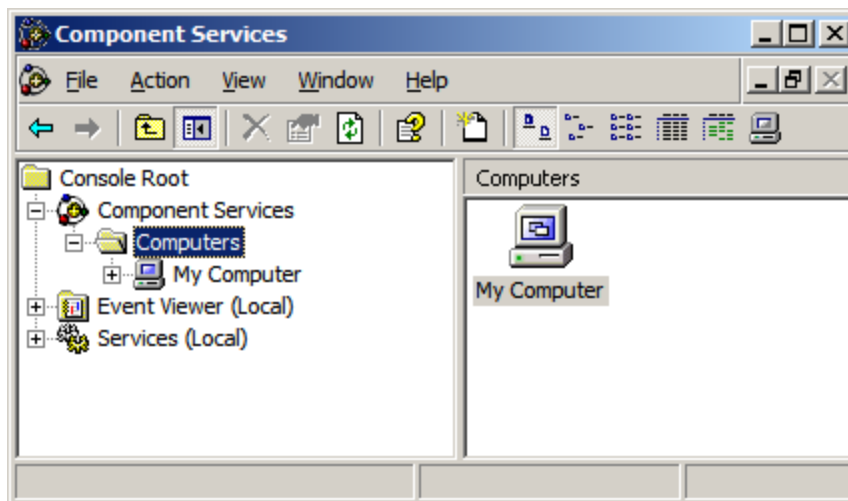 Component Services
File Action View Window Help
Console Root
Component Services
Computers
My Computer
Event Viewer (Local)
Services (Local)
Computers
My Computer